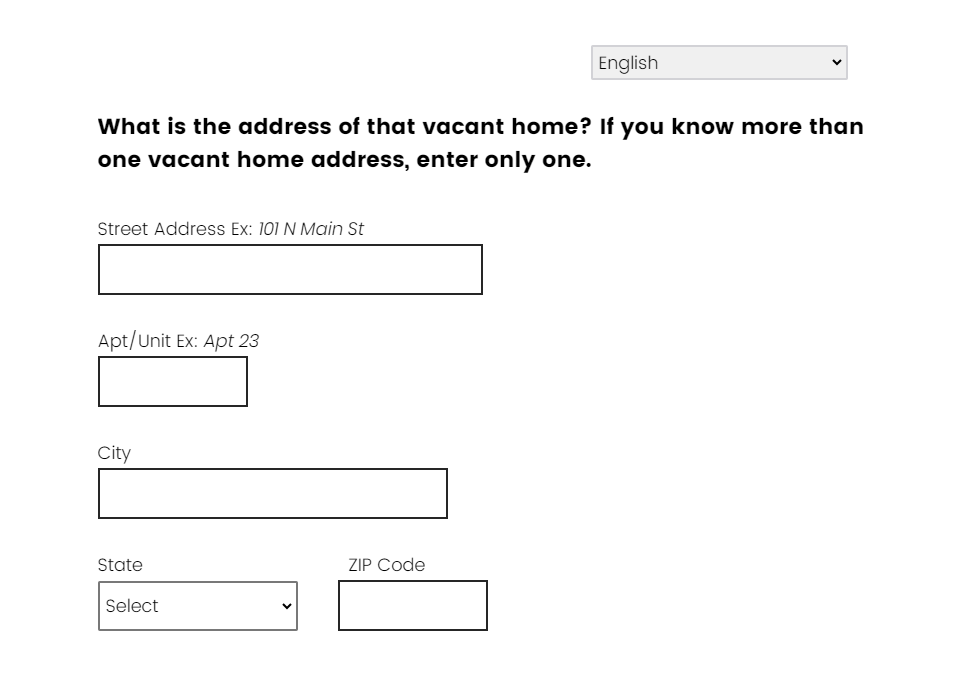 English
What is the address of that vacant home? If you know more than
one vacant home address, enter only one.
Street Address Ex: 101 N Main St
Apt/Unit Ex: Apt 23
City
State
ZIP Code
Select